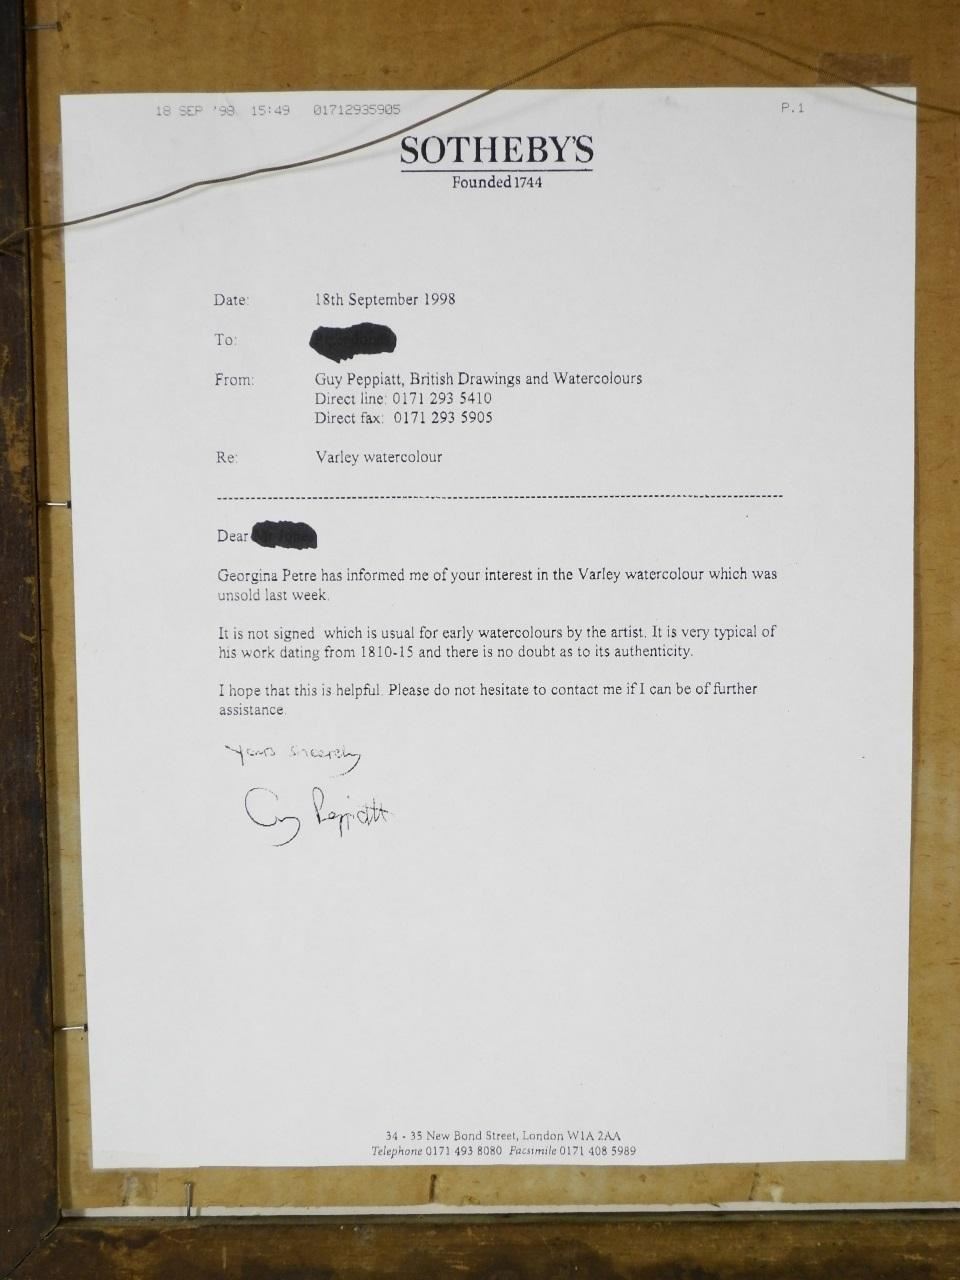 18 SEP '98 15:49 01712935905 P.1
SOTHEBY'S
Founded 1744
Date: 18th September 1998
To:
From: Guy Peppiatt, British Drawings and Watercolours
Direct line: 0171 293 5410
Direct fax: 0171 293 5905
Re: Varley watercolour
Dear
Georgina Petre has informed me of your interest in the Varley watercolour which was
unsold last week.
It is not signed which is usual for early watercolours by the artist. It is very typical of
his work dating from 1810-15 and there is no doubt as to its authenticity.
I hope that this is helpful. Please do not hesitate to contact me if I can be of further
assistance.
Yours sincerely
Guy Peppiatt
34 - 35 New Bond Street, London W1A 2AA
Telephone 0171 493 8080 Facsimile 0171 408 5989